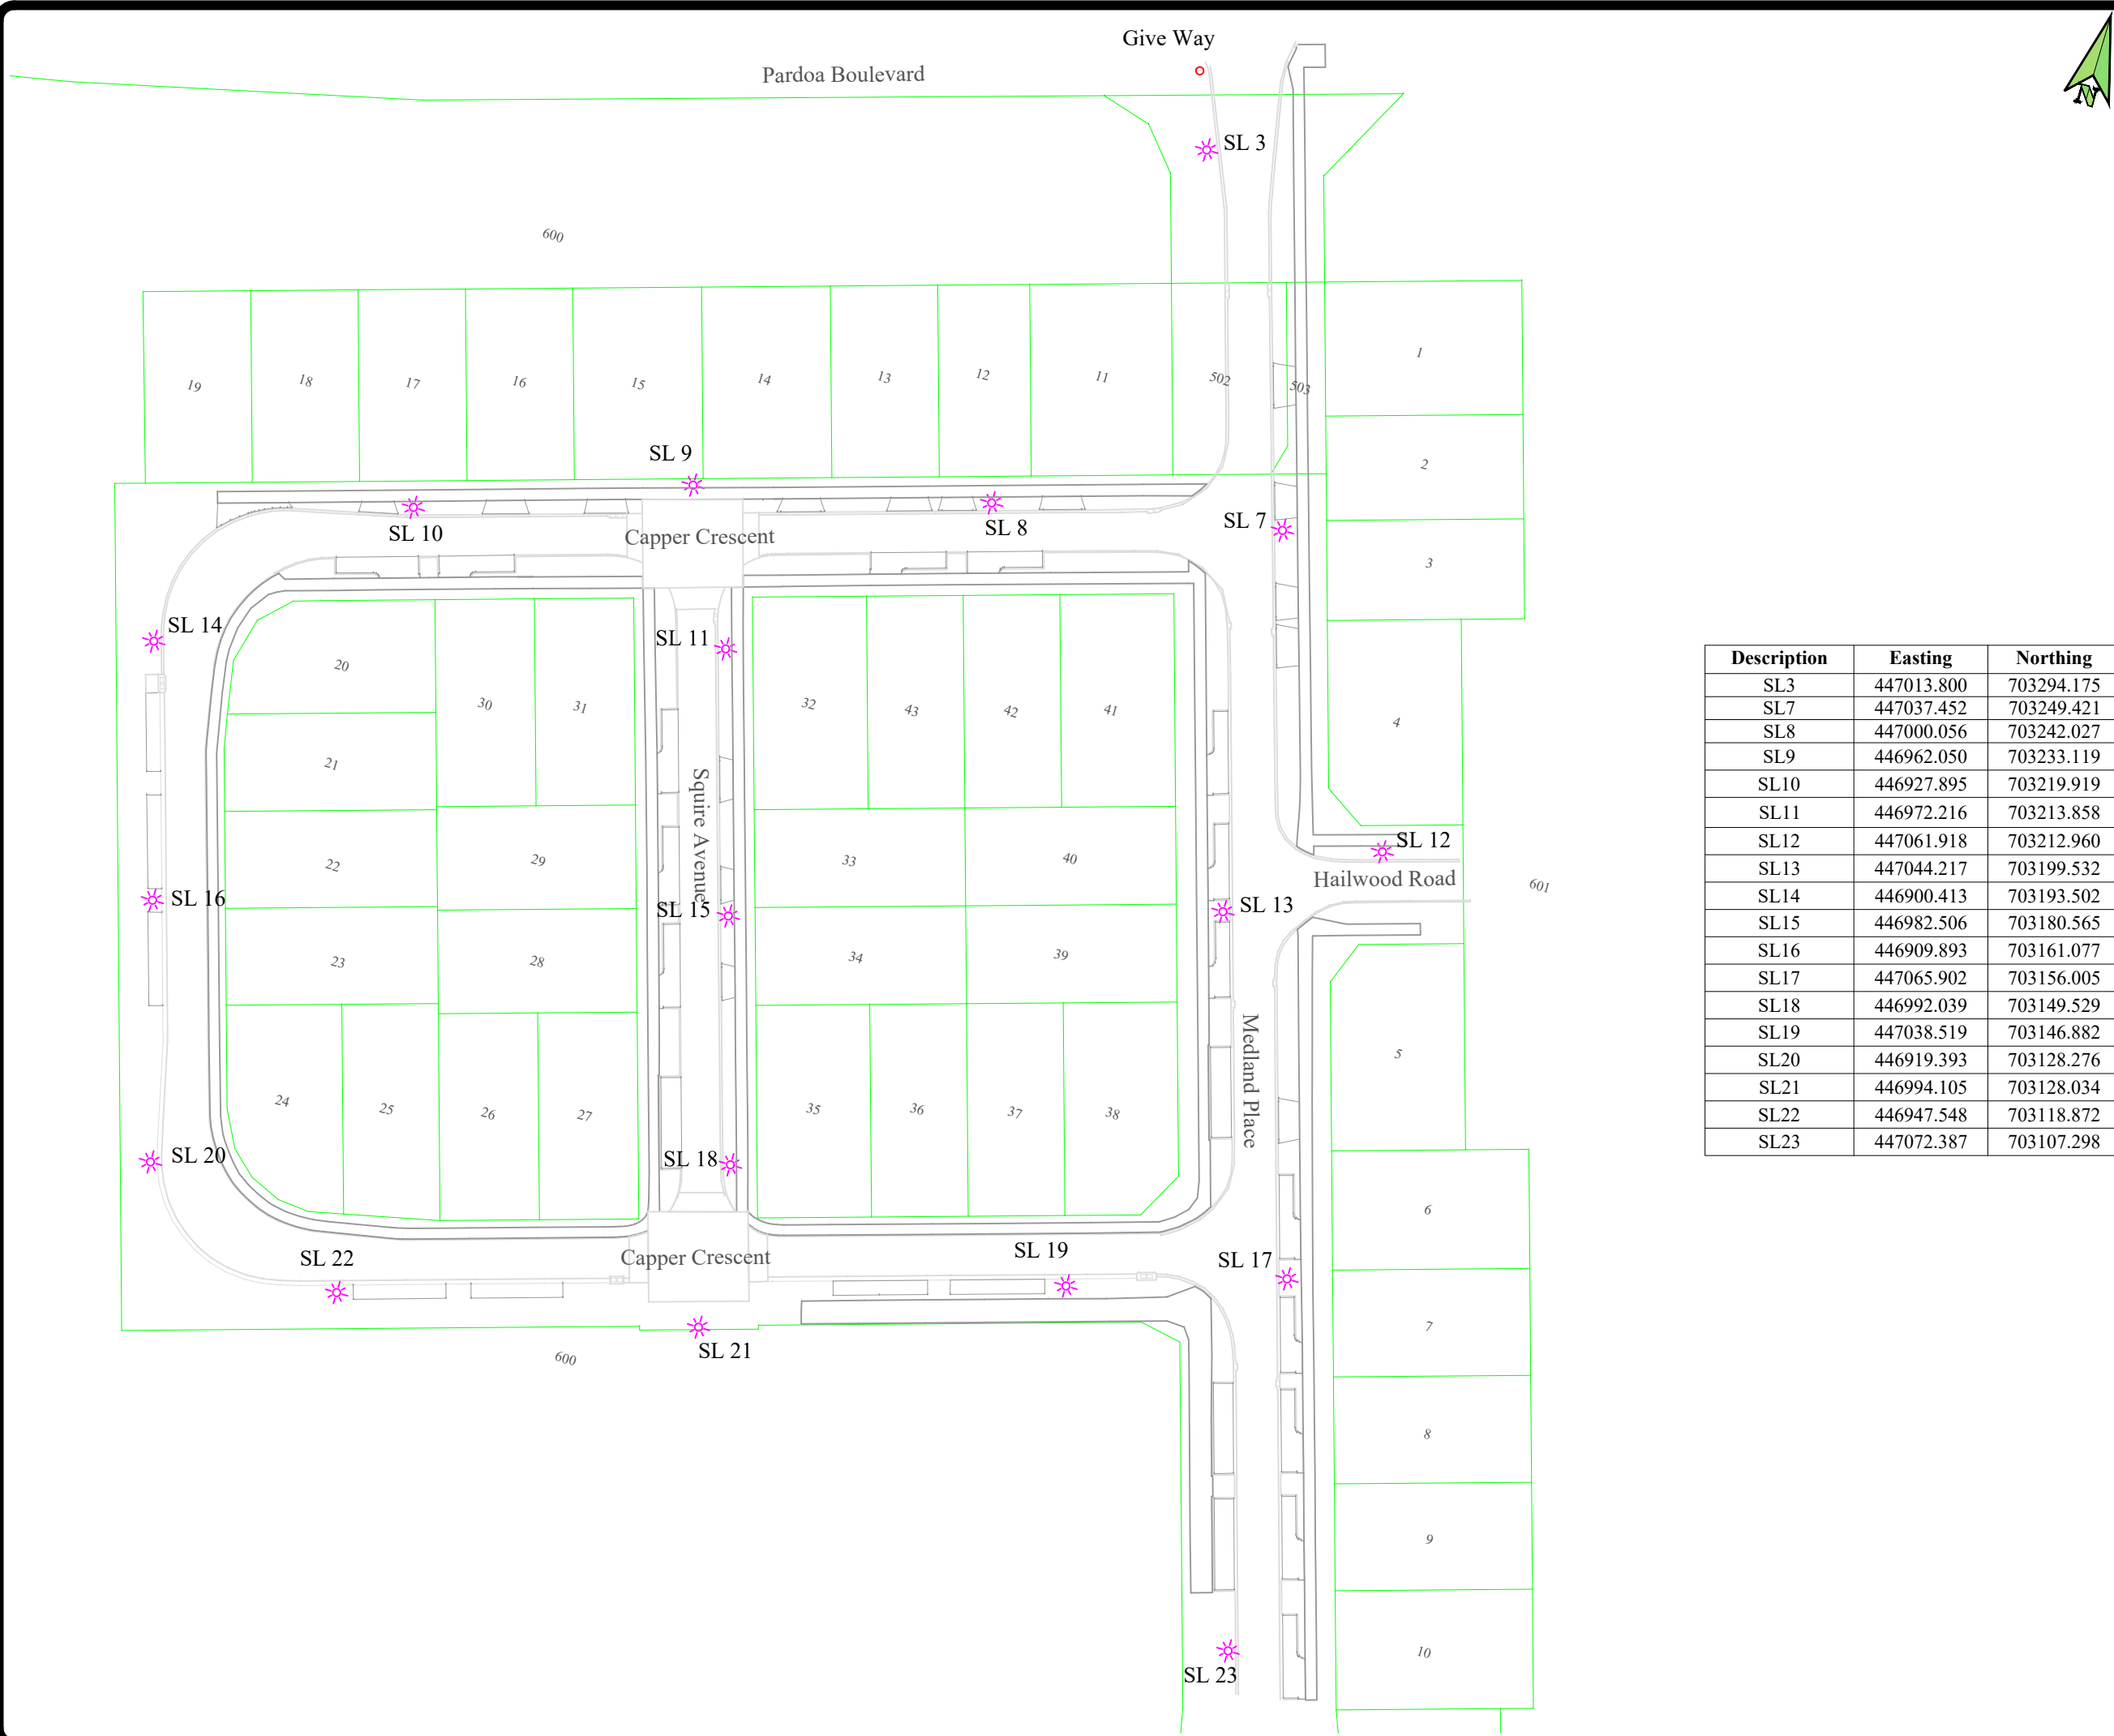 Give Way
Pardoa Boulevard
N
SL 3
600
19
18
17
16
15
14
13
12
11
502
503
1
2
3
SL 9
SL 10
Capper Crescent
SL 8
SL 7
SL 14
SL 11
20
30
31
32
43
42
41
4
21
Squire Avenue
22
29
33
40
SL 12
Hailwood Road
601
SL 16
SL 15
SL 13
23
28
34
39
Medland Place
5
24
25
26
27
35
36
37
38
SL 20
SL 18
6
SL 22
Capper Crescent
SL 19
SL 17
7
SL 21
600
8
9
10
SL 23
Description Easting Northing
SL3 447013.800 703294.175
SL7 447037.452 703249.421
SL8 447000.056 703242.027
SL9 446962.050 703233.119
SL10 446927.895 703219.919
SL11 446972.216 703213.858
SL12 447061.918 703212.960
SL13 447044.217 703199.532
SL14 446900.413 703193.502
SL15 446982.506 703180.565
SL16 446909.893 703161.077
SL17 447065.902 703156.005
SL18 446992.039 703149.529
SL19 447038.519 703146.882
SL20 446919.393 703128.276
SL21 446994.105 703128.034
SL22 446947.548 703118.872
SL23 447072.387 703107.298